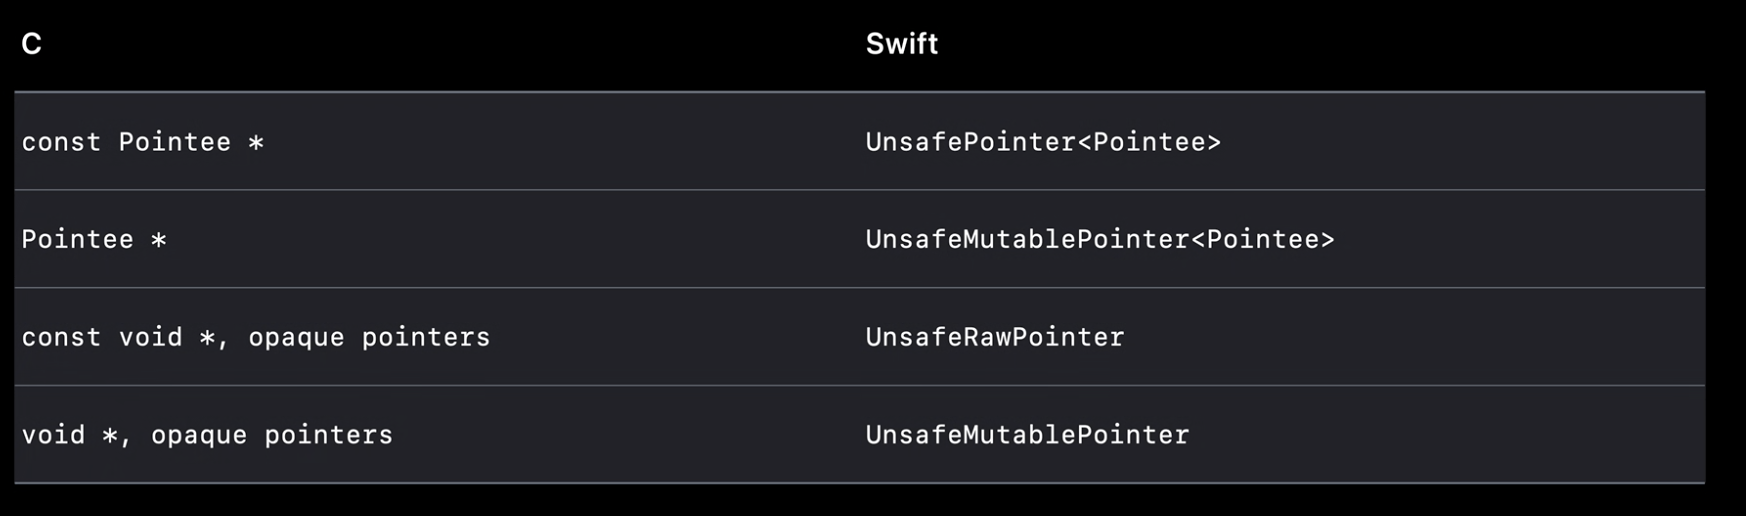 C Swift
const Pointee * UnsafePointer<Pointee>
Pointee * UnsafeMutablePointer<Pointee>
const void *, opaque pointers UnsafeRawPointer
void *, opaque pointers UnsafeMutablePointer